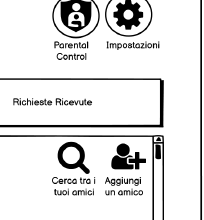 Parental Impostazioni
Control
Richieste Ricevute
Cerca tra i Aggiungi
tuoi amici un amico